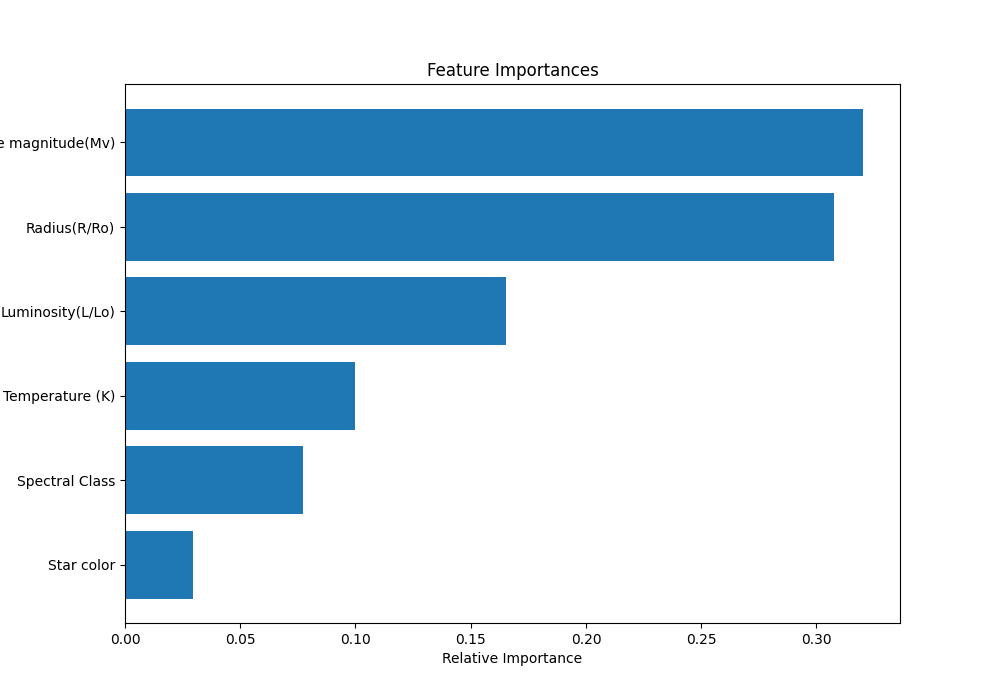 Feature Importances
magnitude(Mv)
Radius(R/Ro)
Luminosity(L/Lo)
Temperature (K)
Spectral Class
Star color
0.00 0.05 0.10 0.15 0.20 0.25 0.30
Relative Importance